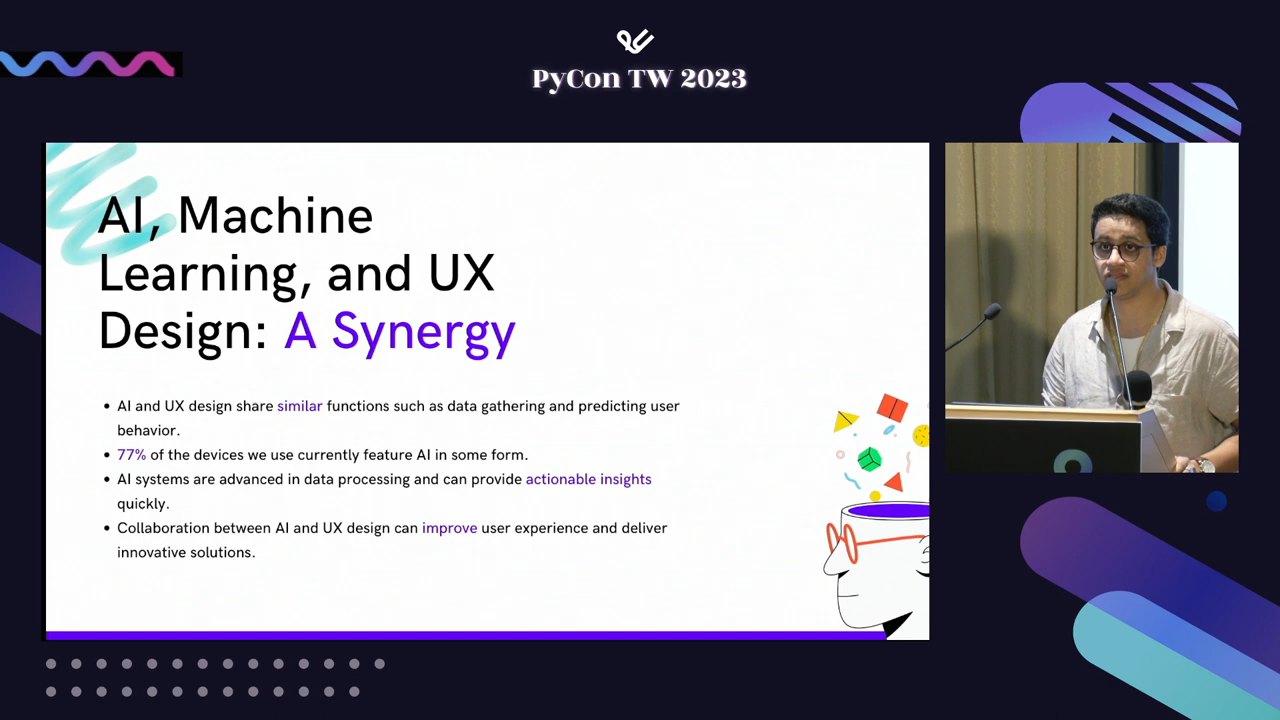 PyCon TW 2023
AI, Machine
Learning, and UX
Design: A Synergy
• AI and UX design share similar functions such as data gathering and predicting user
behavior.
• 77% of the devices we use currently feature AI in some form.
• AI systems are advanced in data processing and can provide actionable insights
quickly.
• Collaboration between AI and UX design can improve user experience and deliver
innovative solutions.